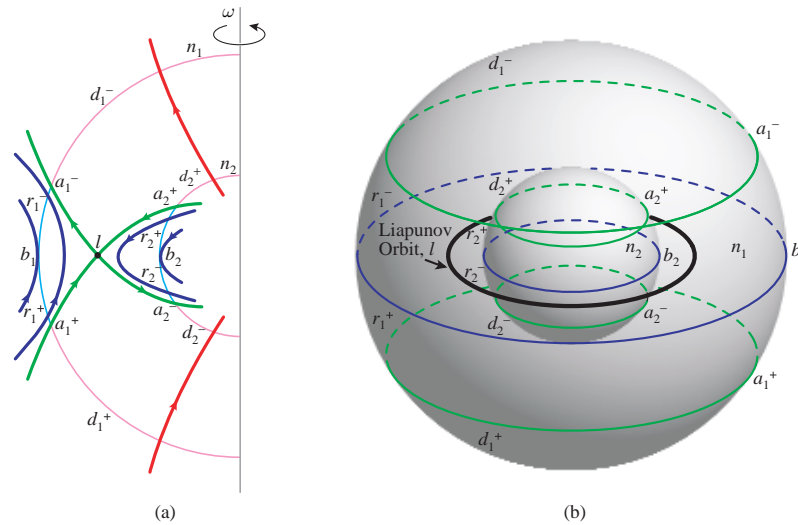 ω
n₁
d₁⁻
n₂
d₂⁺
a₁⁻
a₂⁺
r₁⁻
l
r₂⁺
b₁
b₂
r₂⁻
r₁⁺
a₁⁺
a₂⁻
d₂⁻
d₁⁺
(a)
d₁⁻
a₁⁻
d₂⁺
r₁⁻
a₂⁺
r₂⁺
Liapunov
Orbit, l
n₂
b₂
n₁
b
r₂⁻
r₁⁺
d₂⁻
a₂⁻
a₁⁺
d₁⁺
(b)